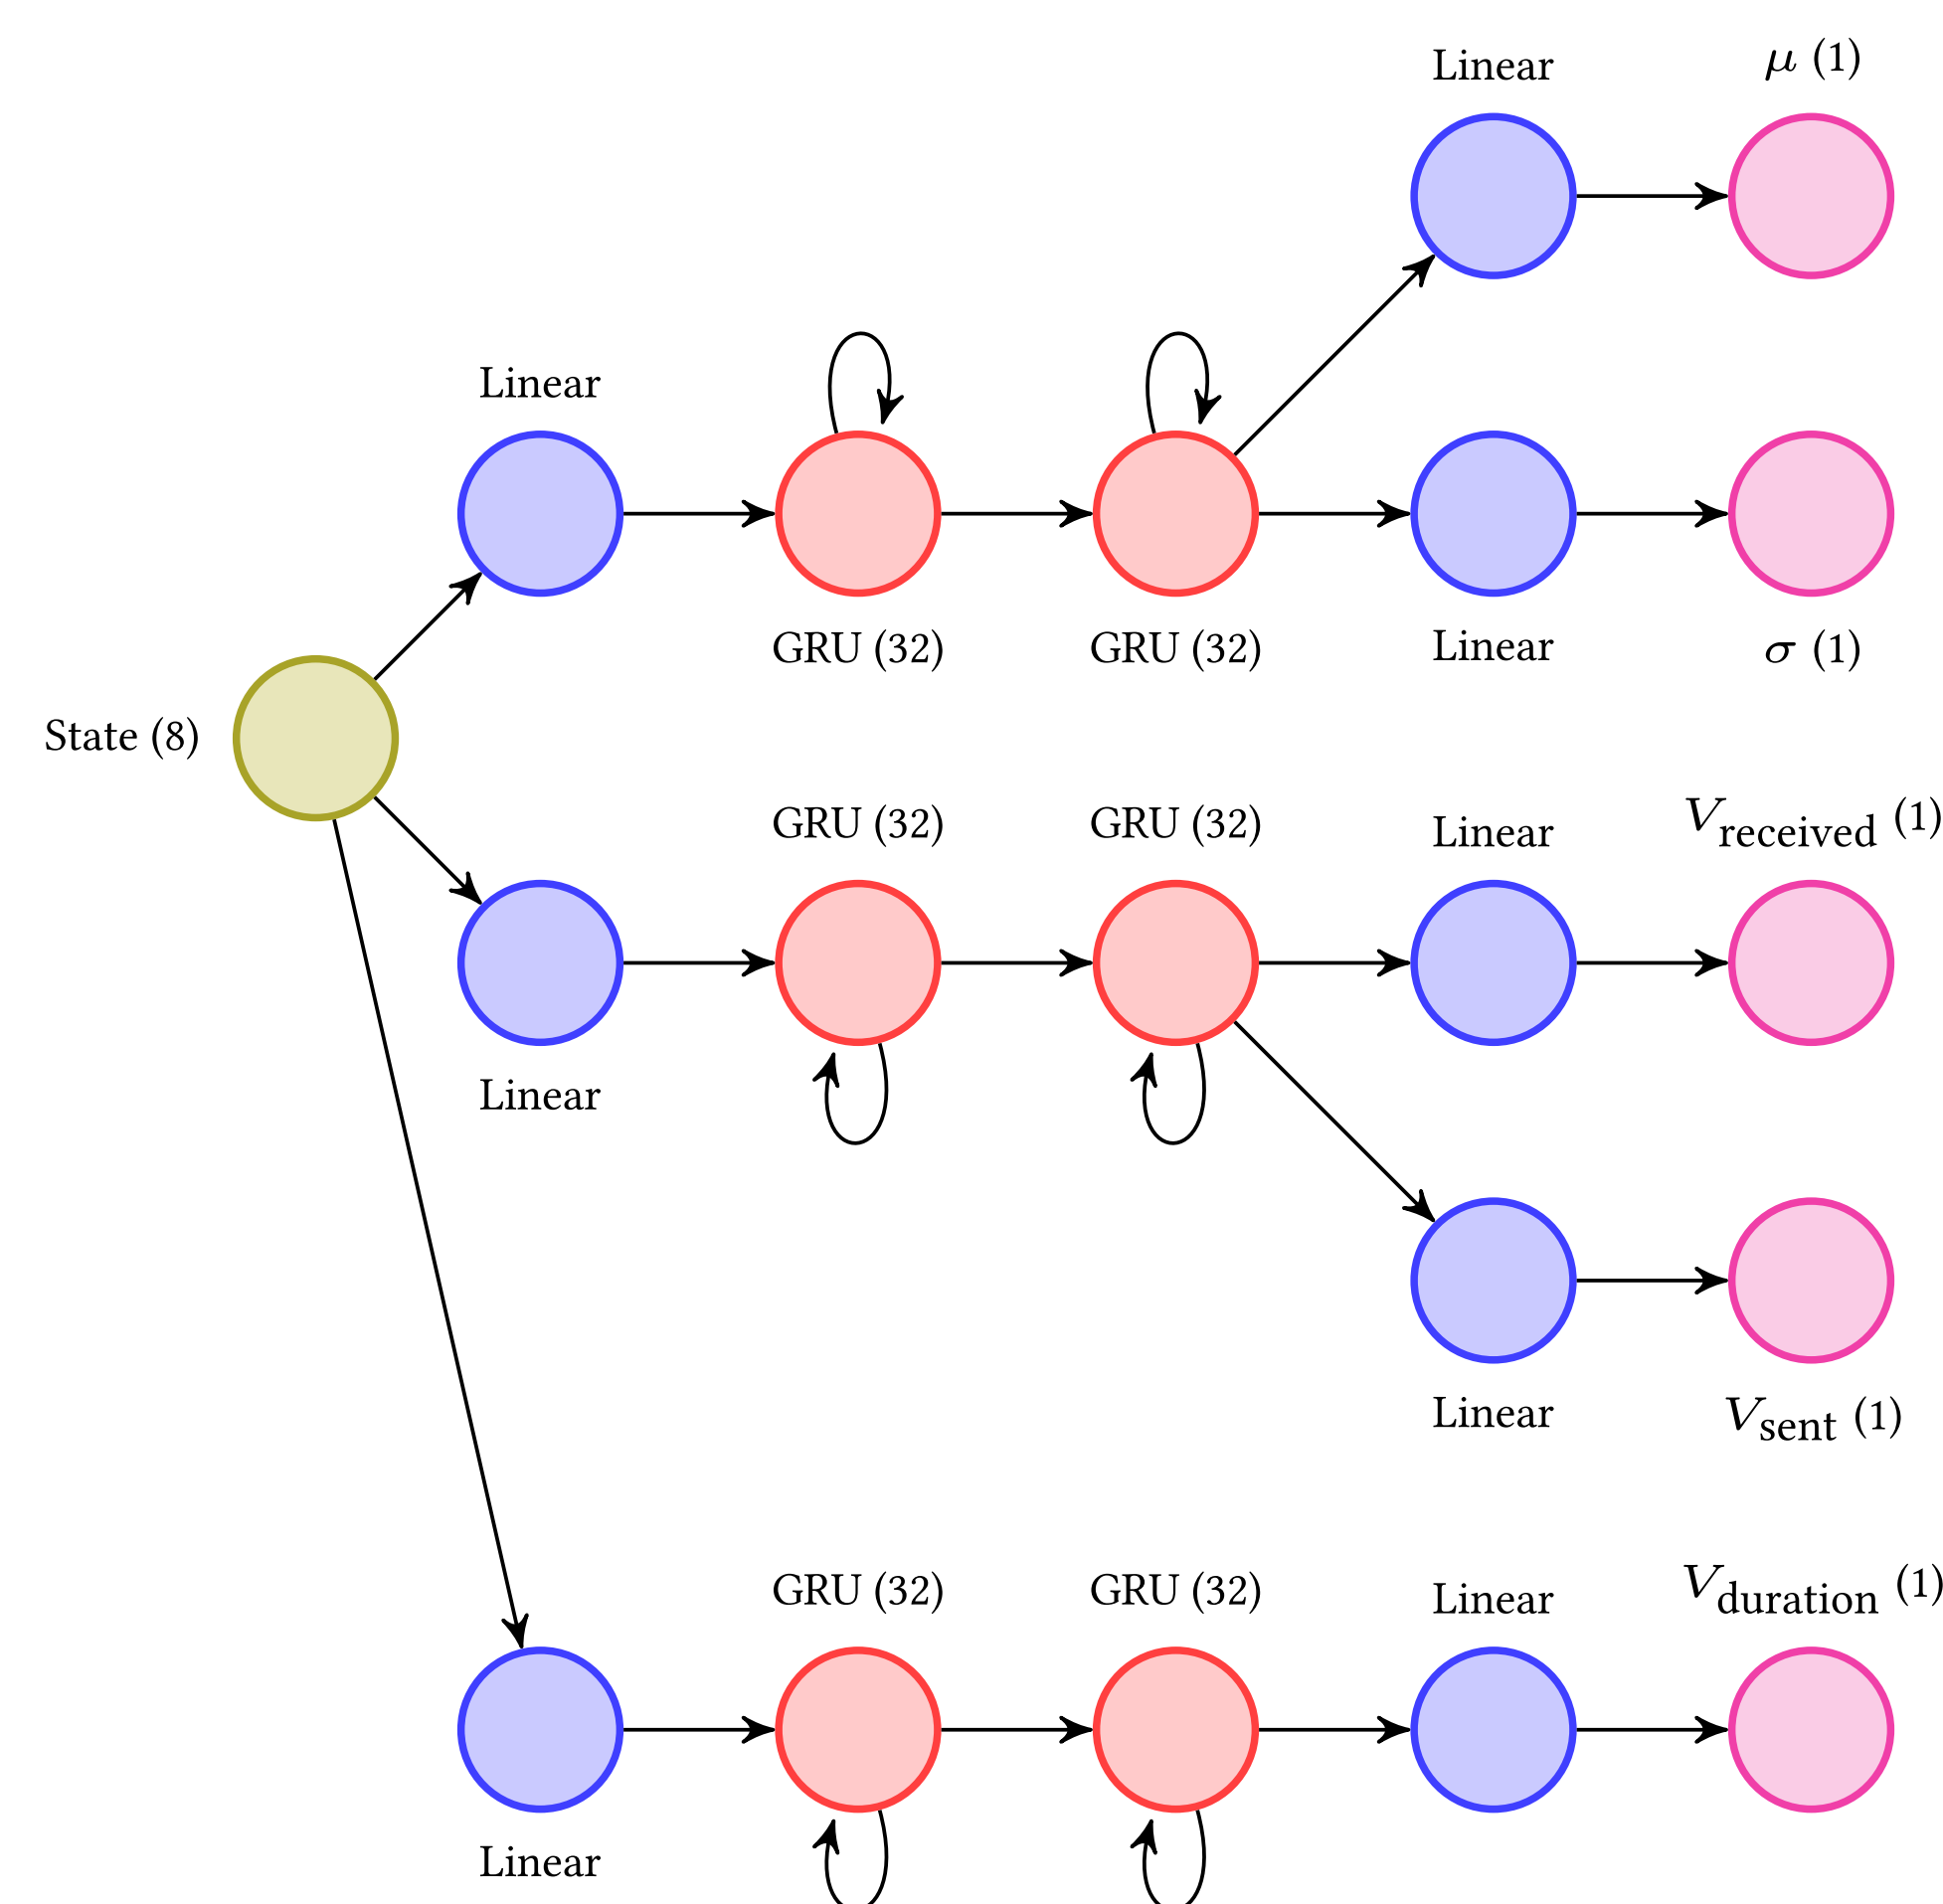 Linear
μ (1)
Linear
GRU (32)
GRU (32)
Linear
σ (1)
State (8)
GRU (32)
GRU (32)
Linear
V_received (1)
Linear
Linear
V_sent (1)
GRU (32)
GRU (32)
Linear
V_duration (1)
Linear